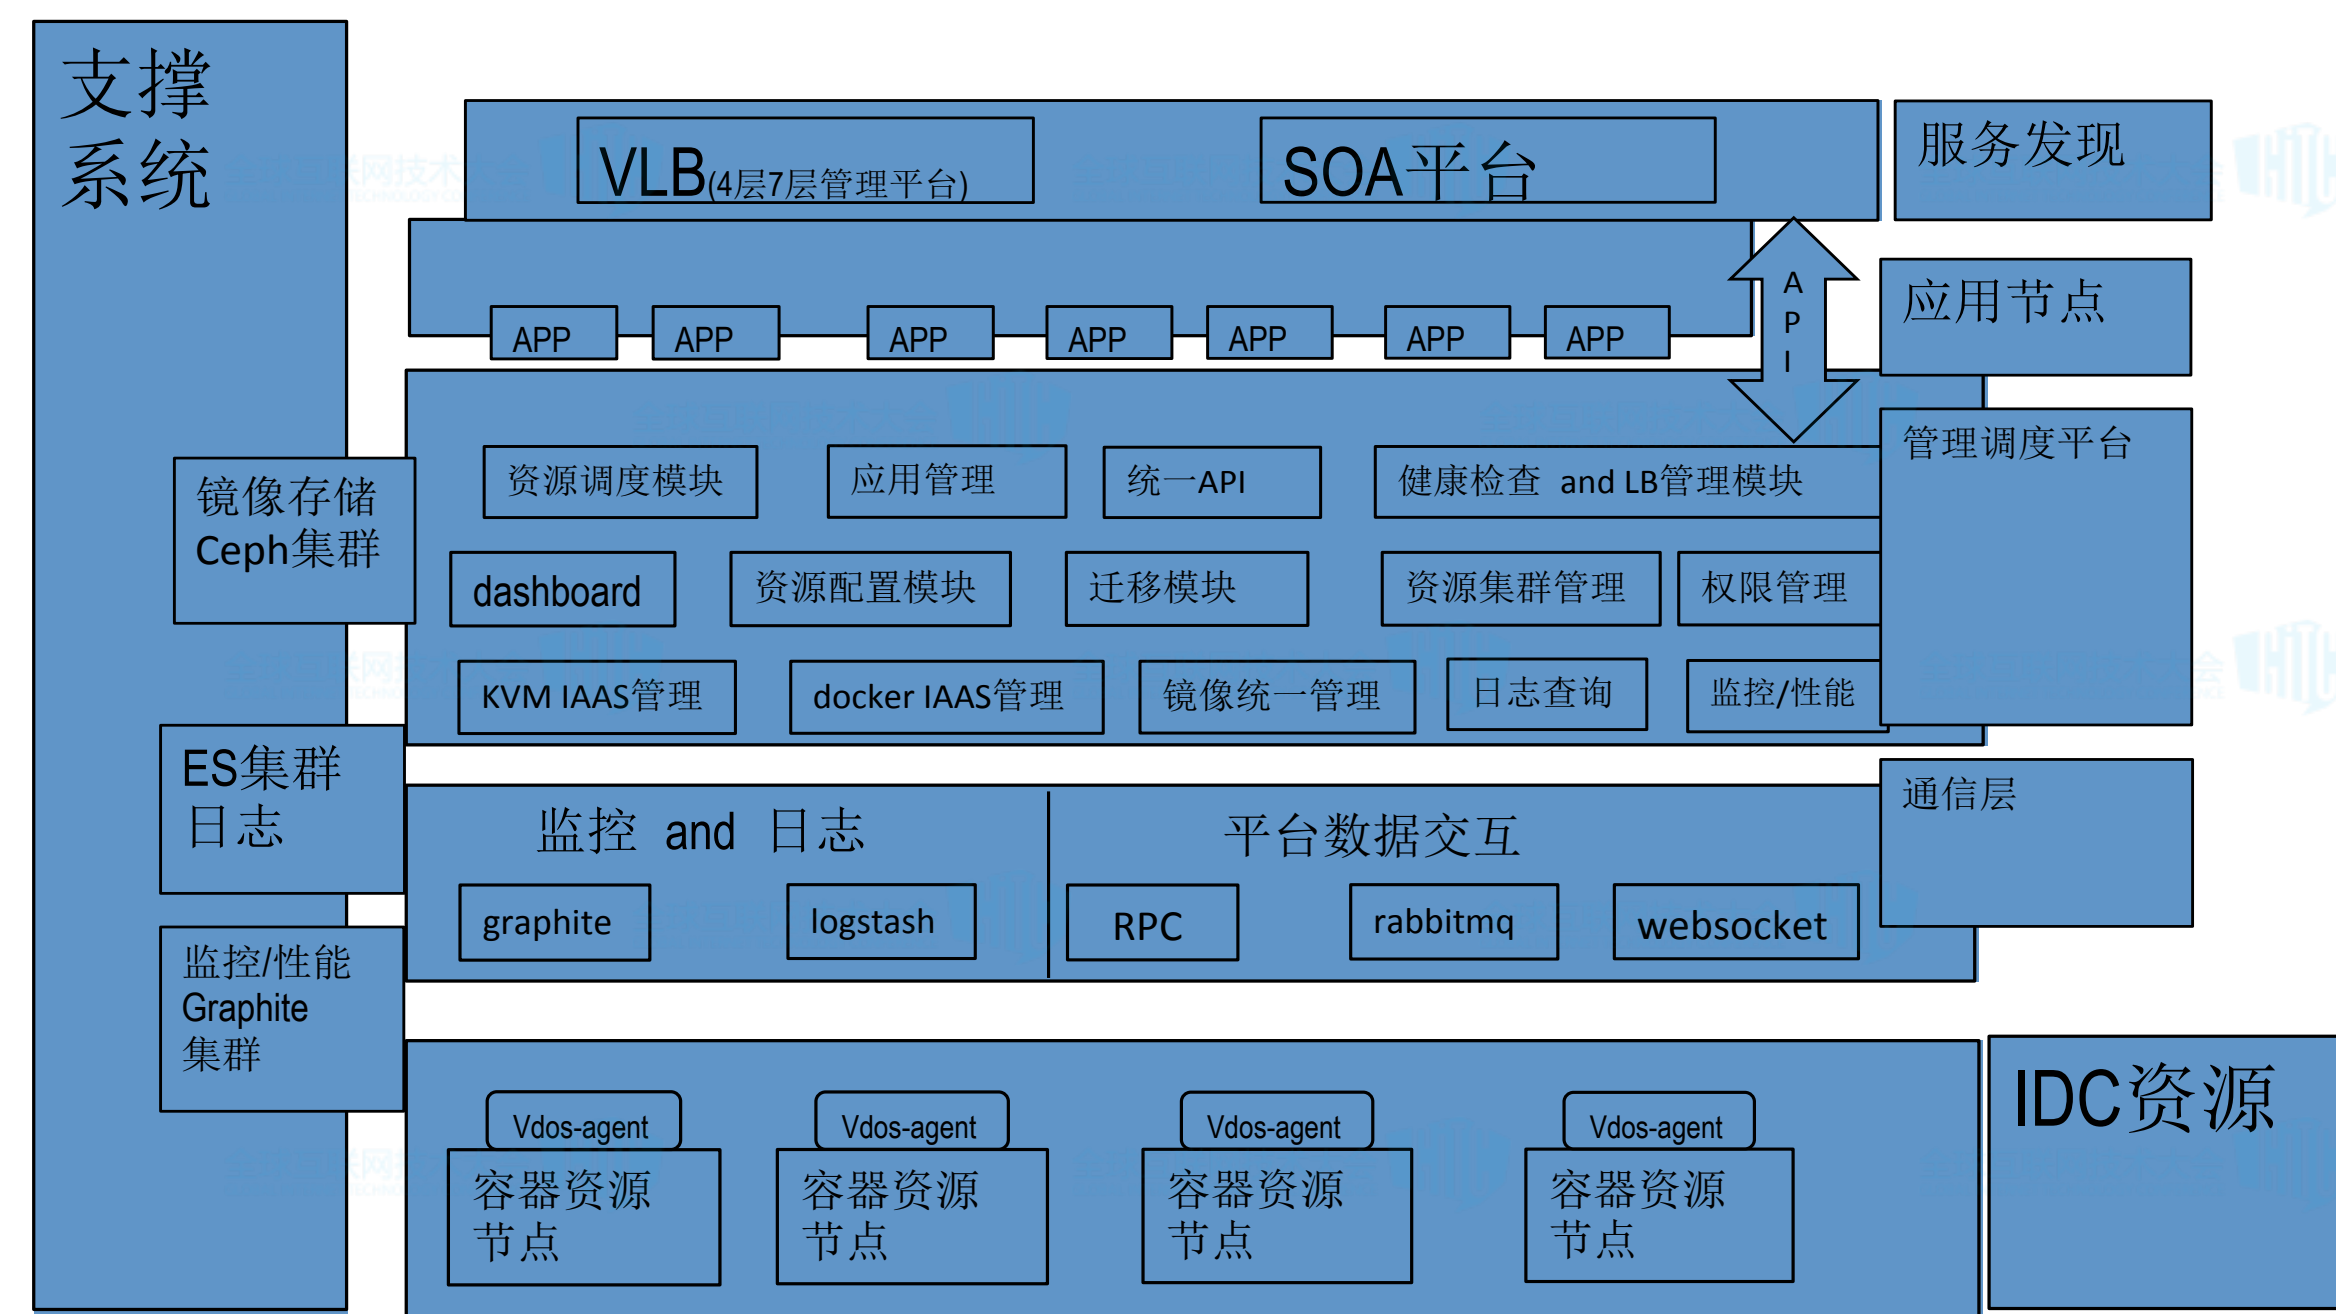 支撑
系统
VLB(4层7层管理平台)
SOA平台
服务发现
APP
APP
APP
APP
APP
APP
APP
A
P
I
应用节点
资源调度模块
应用管理
统一API
健康检查 and LB管理模块
管理调度平台
镜像存储
Ceph集群
dashboard
资源配置模块
迁移模块
资源集群管理
权限管理
KVM IAAS管理
docker IAAS管理
镜像统一管理
日志查询
监控/性能
ES集群
日志
监控 and 日志
平台数据交互
通信层
graphite
logstash
RPC
rabbitmq
websocket
监控/性能
Graphite
集群
Vdos-agent
Vdos-agent
Vdos-agent
Vdos-agent
容器资源
节点
容器资源
节点
容器资源
节点
容器资源
节点
IDC资源